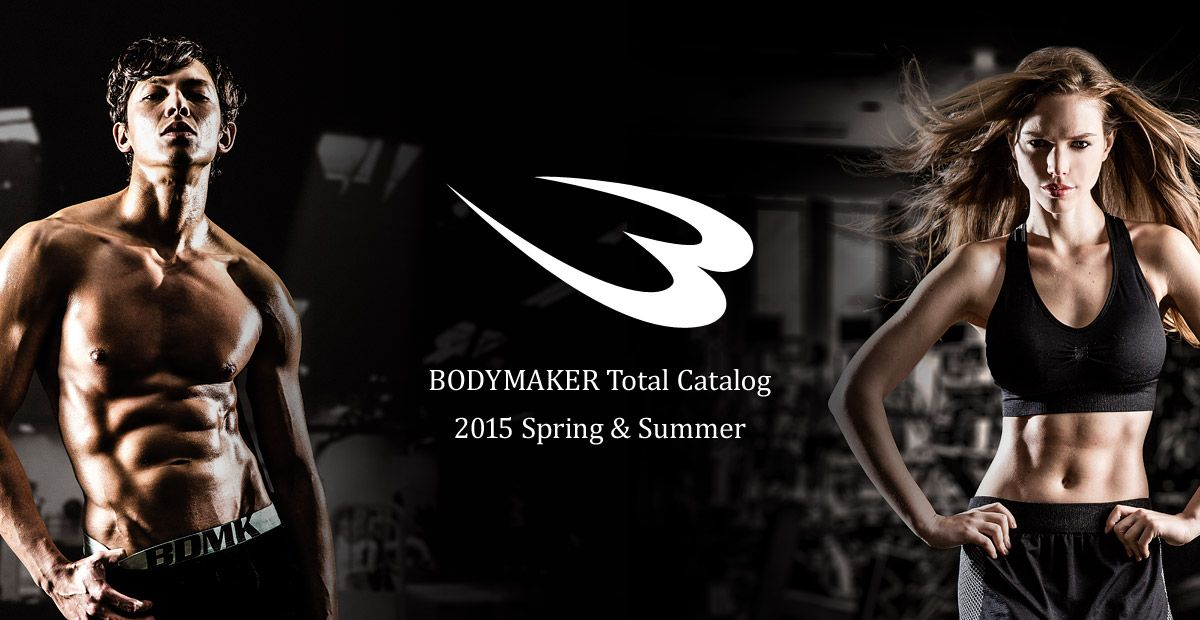 BODYMAKER Total Catalog
2015 Spring & Summer
BDMK